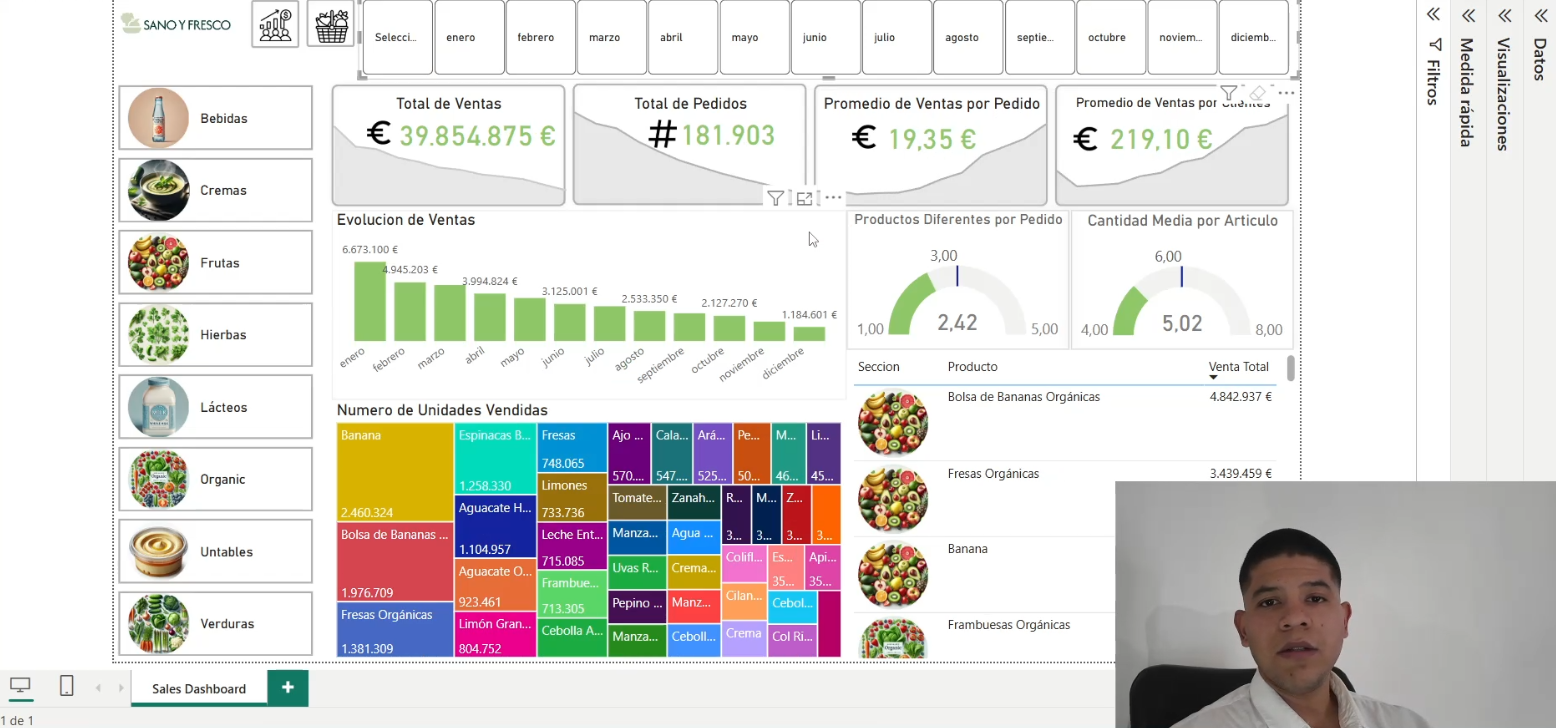 SANO Y FRESCO
Selecci...
enero
febrero
marzo
abril
mayo
junio
julio
agosto
septie...
octubre
noviem...
diciemb...
Bebidas
Cremas
Frutas
Hierbas
Lácteos
Organic
Untables
Verduras
Total de Ventas
€ 39.854.875 €
Total de Pedidos
#181.903
Promedio de Ventas por Pedido
€ 19,35 €
Promedio de Ventas por Clientes
€ 219,10 €
Evolucion de Ventas
6.673.100 €
4.945.203 €
3.994.824 €
3.125.001 €
2.533.350 €
2.127.270 €
1.184.601 €
enero
febrero
marzo
abril
mayo
junio
julio
agosto
septiembre
octubre
noviembre
diciembre
Productos Diferentes por Pedido
3,00
1,00
2,42
5,00
Cantidad Media por Articulo
6,00
4,00
5,02
8,00
Numero de Unidades Vendidas
Banana
2.460.324
Bolsa de Bananas ...
1.976.709
Fresas Orgánicas
1.381.309
Espinacas B...
1.258.330
Aguacate H...
1.104.957
Aguacate O...
923.461
Limón Gran...
804.752
Fresas
748.065
Limones
733.736
Leche Ent...
715.085
Frambue...
713.305
Cebolla A...
Ajo ...
570....
Cala...
547....
Ará...
525...
Pe...
50...
M...
46...
Li...
45...
Tomate...
Zanah...
R...
3...
M...
3...
Z...
3...
3...
Manza...
Agua ...
Uvas R...
Crema...
Colifl...
Es...
35...
Api...
35...
Pepino ...
Manz...
Cilan...
Cebol...
Manza...
Ceboll...
Crema
Col Ri...
Seccion
Producto
Venta Total
Bolsa de Bananas Orgánicas
4.842.937 €
Fresas Orgánicas
3.439.459 €
Banana
Frambuesas Orgánicas
Organic
Filtros
Medida rápida
Visualizaciones
Datos
Sales Dashboard
+
1 de 1